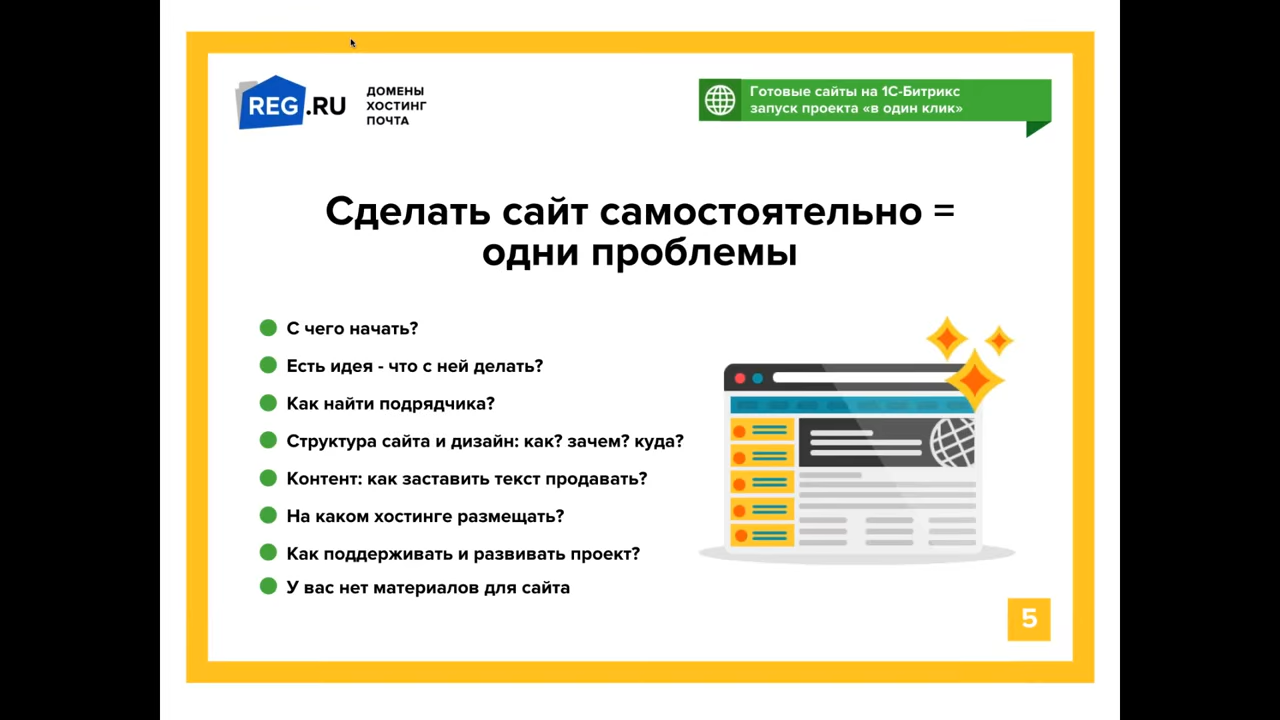 REG.RU
ДОМЕНЫ
ХОСТИНГ
ПОЧТА
Готовые сайты на 1С-Битрикс
запуск проекта «в один клик»
Сделать сайт самостоятельно =
одни проблемы
С чего начать?
Есть идея - что с ней делать?
Как найти подрядчика?
Структура сайта и дизайн: как? зачем? куда?
Контент: как заставить текст продавать?
На каком хостинге размещать?
Как поддерживать и развивать проект?
У вас нет материалов для сайта
5